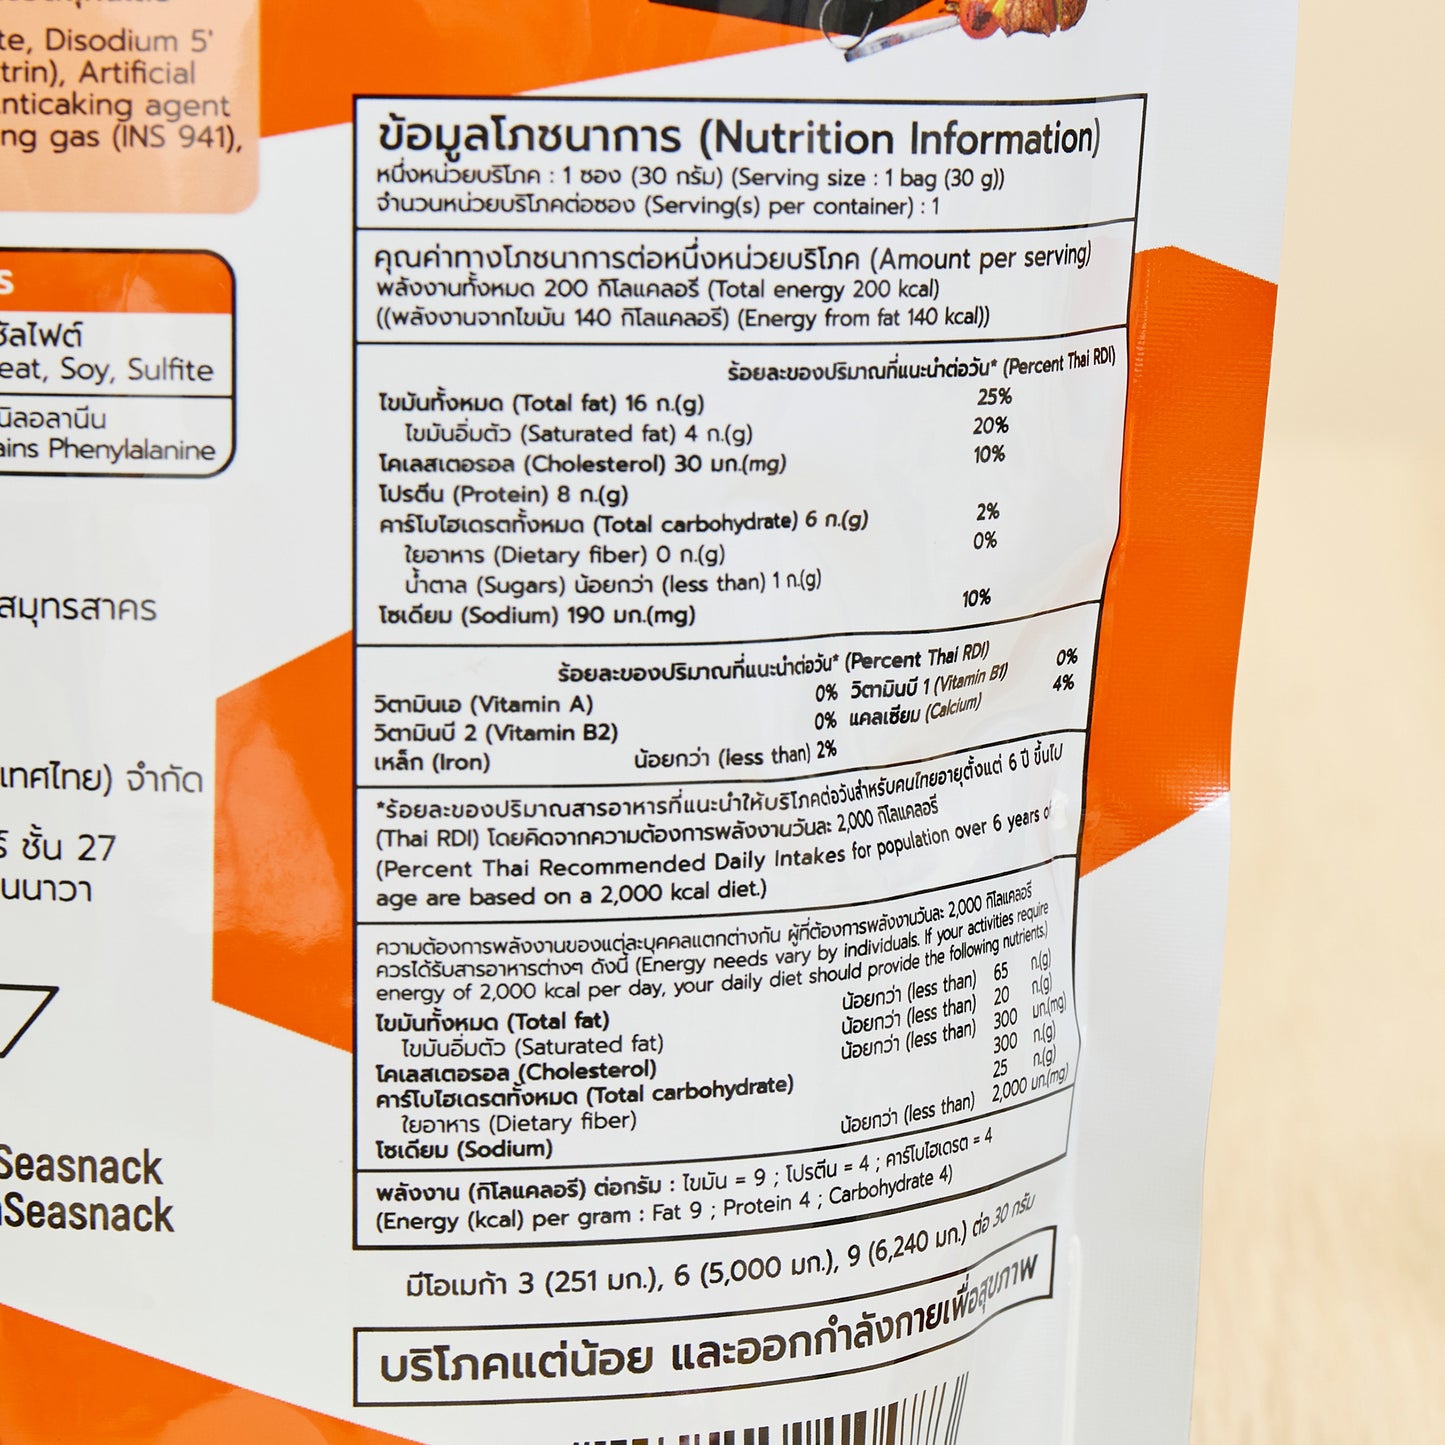 te, Disodium 5'
trin), Artificial
nticaking agent
ng gas (INS 941),
ซัลไฟต์
eat, Soy, Sulfite
นิลอลานีน
ains Phenylalanine
สมุทรสาคร
เทศไทย) จำกัด
ร์ ชั้น 27
นนาวา
Seasnack
Seasnack
ข้อมูลโภชนาการ (Nutrition Information)
หนึ่งหน่วยบริโภค : 1 ซอง (30 กรัม) (Serving size : 1 bag (30 g))
จำนวนหน่วยบริโภคต่อซอง (Serving(s) per container) : 1
คุณค่าทางโภชนาการต่อหนึ่งหน่วยบริโภค (Amount per serving)
พลังงานทั้งหมด 200 กิโลแคลอรี (Total energy 200 kcal)
((พลังงานจากไขมัน 140 กิโลแคลอรี) (Energy from fat 140 kcal))
ร้อยละของปริมาณที่แนะนำต่อวัน* (Percent Thai RDI)
ไขมันทั้งหมด (Total fat) 16 ก.(g) 25%
ไขมันอิ่มตัว (Saturated fat) 4 ก.(g) 20%
โคเลสเตอรอล (Cholesterol) 30 มก.(mg) 10%
โปรตีน (Protein) 8 ก.(g)
คาร์โบไฮเดรตทั้งหมด (Total carbohydrate) 6 ก.(g) 2%
ใยอาหาร (Dietary fiber) 0 ก.(g) 0%
น้ำตาล (Sugars) น้อยกว่า (less than) 1 ก.(g)
โซเดียม (Sodium) 190 มก.(mg) 10%
ร้อยละของปริมาณที่แนะนำต่อวัน* (Percent Thai RDI)
วิตามินเอ (Vitamin A) 0% วิตามินบี 1 (Vitamin B1) 0%
วิตามินบี 2 (Vitamin B2) 0% แคลเซียม (Calcium) 4%
เหล็ก (Iron) น้อยกว่า (less than) 2%
*ร้อยละของปริมาณสารอาหารที่แนะนำให้บริโภคต่อวันสำหรับคนไทยอายุตั้งแต่ 6 ปี ขึ้นไป
(Thai RDI) โดยคิดจากความต้องการพลังงานวันละ 2,000 กิโลแคลอรี
(Percent Thai Recommended Daily Intakes for population over 6 years of
age are based on a 2,000 kcal diet.)
ความต้องการพลังงานของแต่ละบุคคลแตกต่างกัน ผู้ที่ต้องการพลังงานวันละ 2,000 กิโลแคลอรี
ควรได้รับสารอาหารต่างๆ ดังนี้ (Energy needs vary by individuals. If your activities require
energy of 2,000 kcal per day, your daily diet should provide the following nutrients.)
ไขมันทั้งหมด (Total fat) น้อยกว่า (less than) 65 ก.(g)
ไขมันอิ่มตัว (Saturated fat) น้อยกว่า (less than) 20 ก.(g)
โคเลสเตอรอล (Cholesterol) น้อยกว่า (less than) 300 มก.(mg)
คาร์โบไฮเดรตทั้งหมด (Total carbohydrate) 300 ก.(g)
ใยอาหาร (Dietary fiber) 25 ก.(g)
โซเดียม (Sodium) น้อยกว่า (less than) 2,000 มก.(mg)
พลังงาน (กิโลแคลอรี) ต่อกรัม : ไขมัน = 9 ; โปรตีน = 4 ; คาร์โบไฮเดรต = 4
(Energy (kcal) per gram : Fat 9 ; Protein 4 ; Carbohydrate 4)
มีโอเมก้า 3 (251 มก.), 6 (5,000 มก.), 9 (6,240 มก.) ต่อ 30 กรัม
บริโภคแต่น้อย และออกกำลังกายเพื่อสุขภาพ